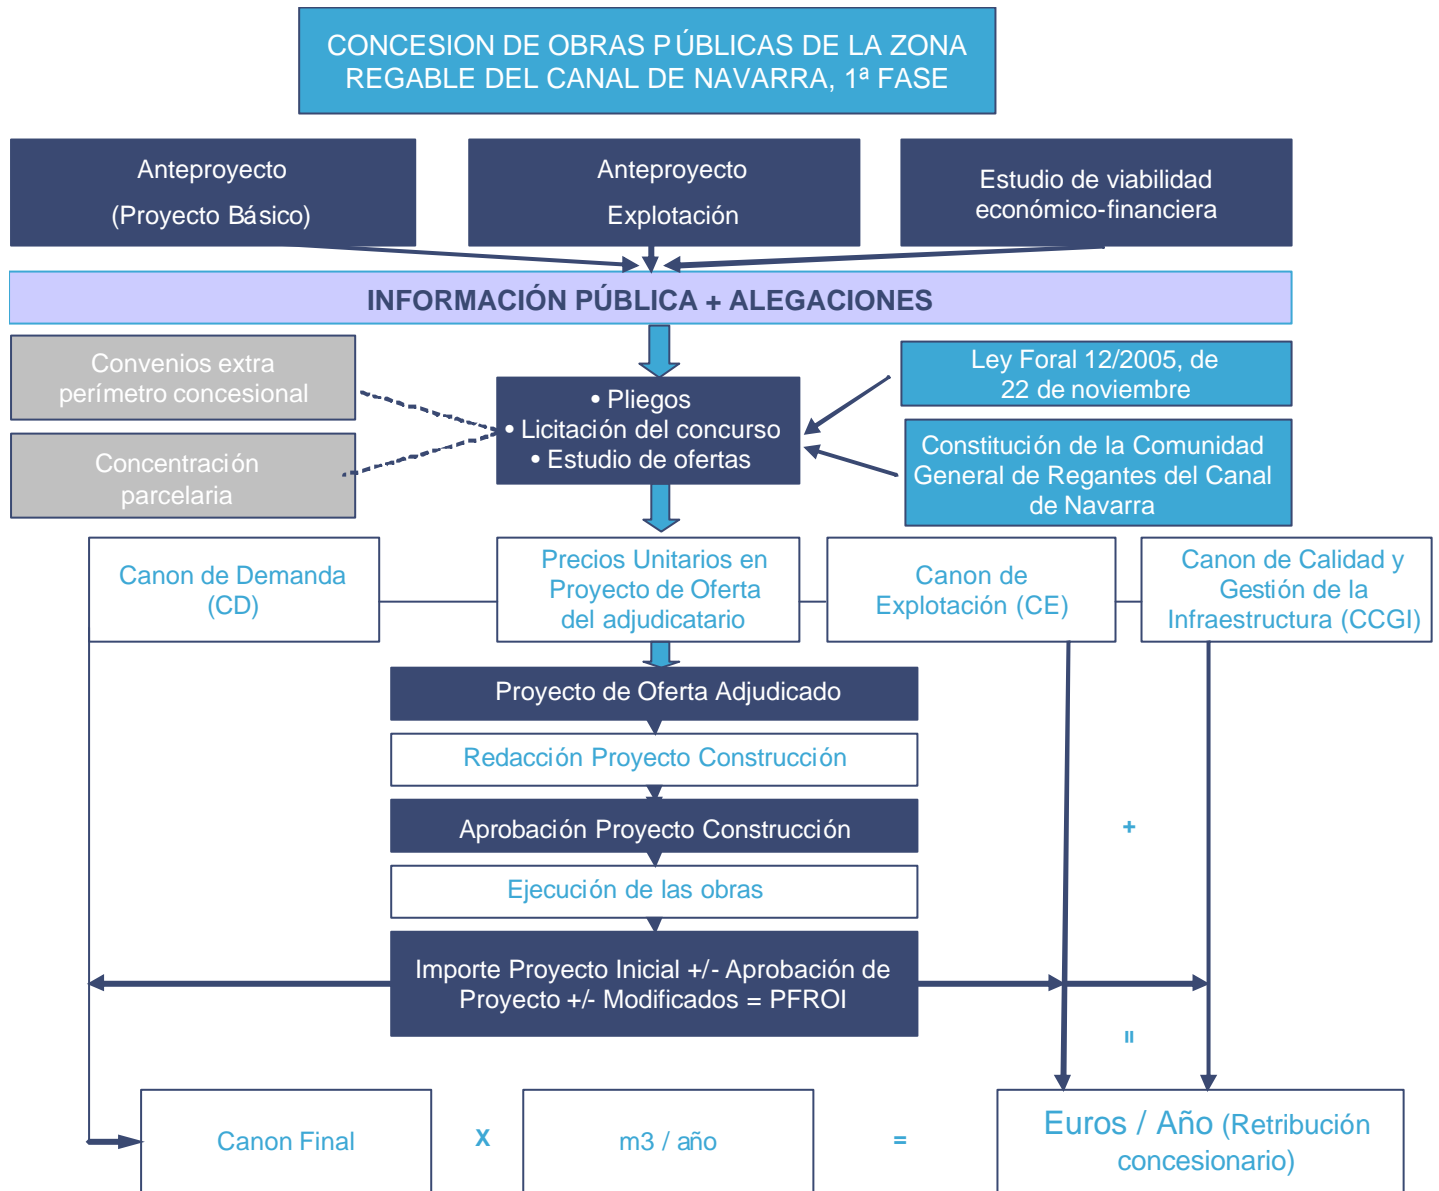 CONCESION DE OBRAS PÚBLICAS DE LA ZONA
REGABLE DEL CANAL DE NAVARRA, 1ª FASE
Anteproyecto
(Proyecto Básico)
Anteproyecto
Explotación
Estudio de viabilidad
económico-financiera
INFORMACIÓN PÚBLICA + ALEGACIONES
Convenios extra
perímetro concesional
Concentración
parcelaria
• Pliegos
• Licitación del concurso
• Estudio de ofertas
Ley Foral 12/2005, de
22 de noviembre
Constitución de la Comunidad
General de Regantes del Canal
de Navarra
Canon de Demanda
(CD)
Precios Unitarios en
Proyecto de Oferta
del adjudicatario
Canon de
Explotación (CE)
Canon de Calidad y
Gestión de la
Infraestructura (CCGI)
Proyecto de Oferta Adjudicado
Redacción Proyecto Construcción
Aprobación Proyecto Construcción
+
Ejecución de las obras
Importe Proyecto Inicial +/- Aprobación de
Proyecto +/- Modificados = PFROI
=
Canon Final
X
m3 / año
=
Euros / Año (Retribución
concesionario)